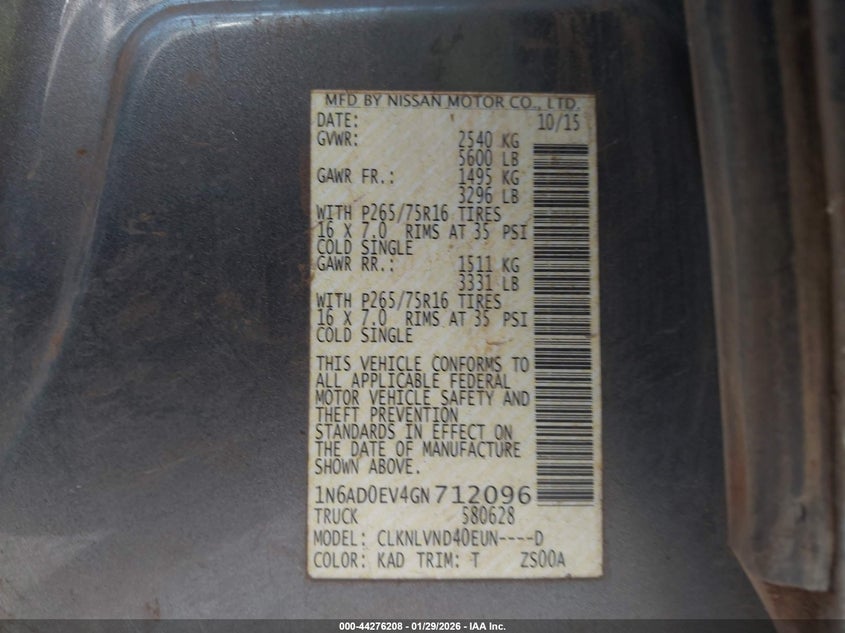 MFD BY NISSAN MOTOR CO., LTD.
DATE: 10/15
GVWR: 2540 KG
5600 LB
GAWR FR.: 1495 KG
3296 LB
WITH P265/75R16 TIRES
16 X 7.0 RIMS AT 35 PSI
COLD SINGLE
GAWR RR.: 1511 KG
3331 LB
WITH P265/75R16 TIRES
16 X 7.0 RIMS AT 35 PSI
COLD SINGLE
THIS VEHICLE CONFORMS TO
ALL APPLICABLE FEDERAL
MOTOR VEHICLE SAFETY AND
THEFT PREVENTION
STANDARDS IN EFFECT ON
THE DATE OF MANUFACTURE
SHOWN ABOVE.
1N6AD0EV4GN712096
TRUCK 580628
MODEL: CLKNLVND40EUN----D
COLOR: KAD TRIM: T ZS00A
000-44276208 | 01/29/2026 - IAA Inc.